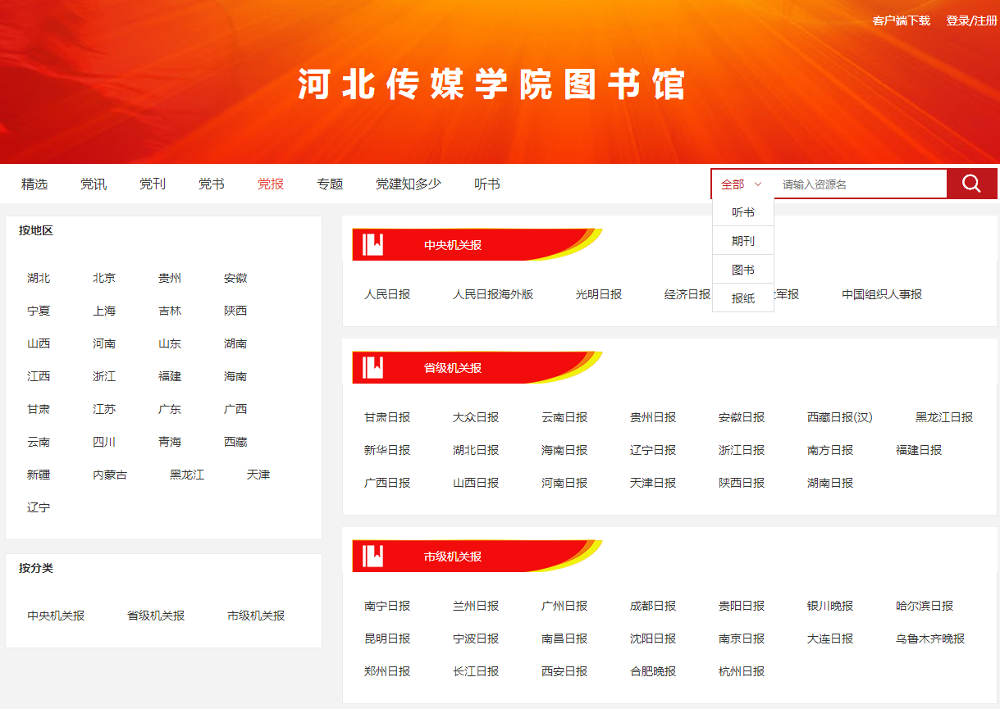 客户端下载 登录/注册
河北传媒学院图书馆
精选 党讯 党刊 党书 党报 专题 党建知多少 听书 全部 请输入资源名
听书
期刊
图书
报纸
按地区
湖北 北京 贵州 安徽
宁夏 上海 吉林 陕西
山西 河南 山东 湖南
江西 浙江 福建 海南
甘肃 江苏 广东 广西
云南 四川 青海 西藏
新疆 内蒙古 黑龙江 天津
辽宁
按分类
中央机关报 省级机关报 市级机关报
中央机关报
人民日报 人民日报海外版 光明日报 经济日报 军报 中国组织人事报
省级机关报
甘肃日报 大众日报 云南日报 贵州日报 安徽日报 西藏日报(汉) 黑龙江日报
新华日报 湖北日报 海南日报 辽宁日报 浙江日报 南方日报 福建日报
广西日报 山西日报 河南日报 天津日报 陕西日报 湖南日报
市级机关报
南宁日报 兰州日报 广州日报 成都日报 贵阳日报 银川晚报 哈尔滨日报
昆明日报 宁波日报 南昌日报 沈阳日报 南京日报 大连日报 乌鲁木齐晚报
郑州日报 长江日报 西安日报 合肥晚报 杭州日报